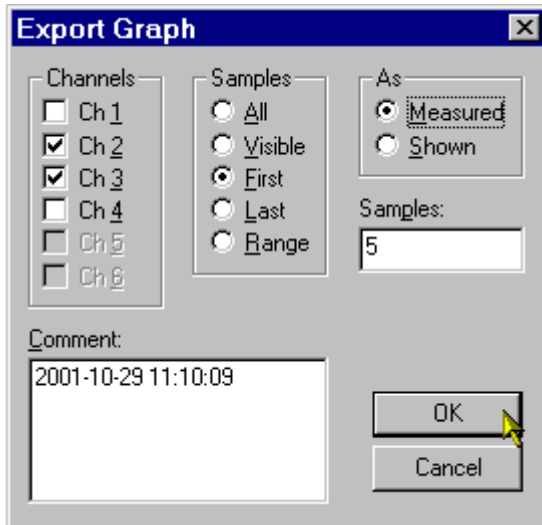 Export Graph
Channels
Ch 1
Ch 2
Ch 3
Ch 4
Ch 5
Ch 6
Samples
All
Visible
First
Last
Range
As
Measured
Shown
Samples:
5
Comment:
2001-10-29 11:10:09
OK
Cancel